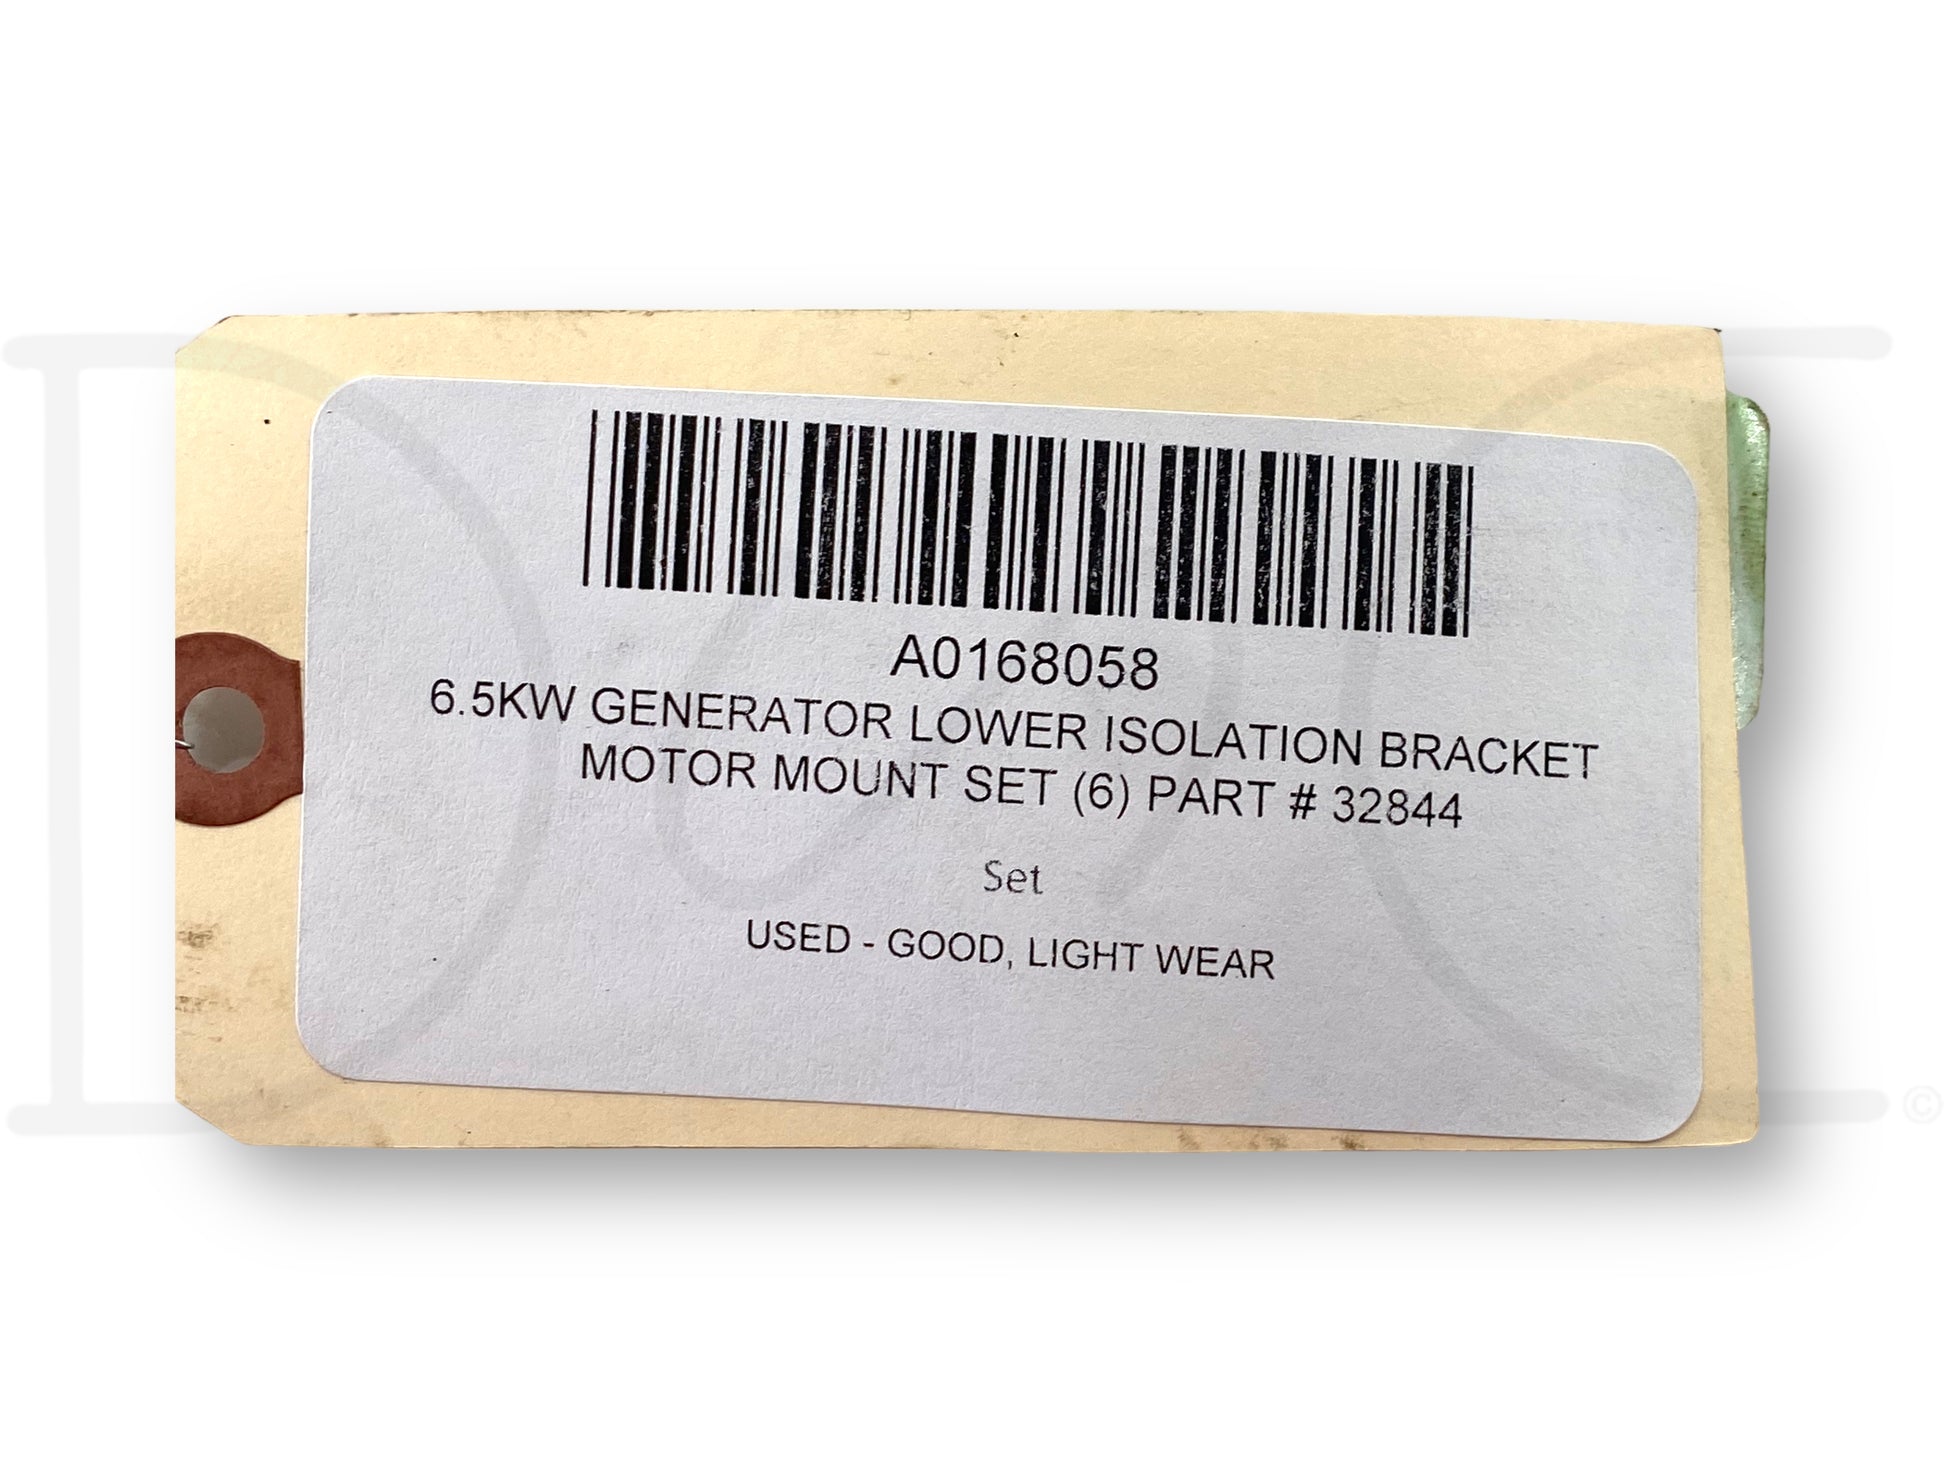 A0168058
6.5KW GENERATOR LOWER ISOLATION BRACKET
MOTOR MOUNT SET (6) PART # 32844
Set
USED - GOOD, LIGHT WEAR
©